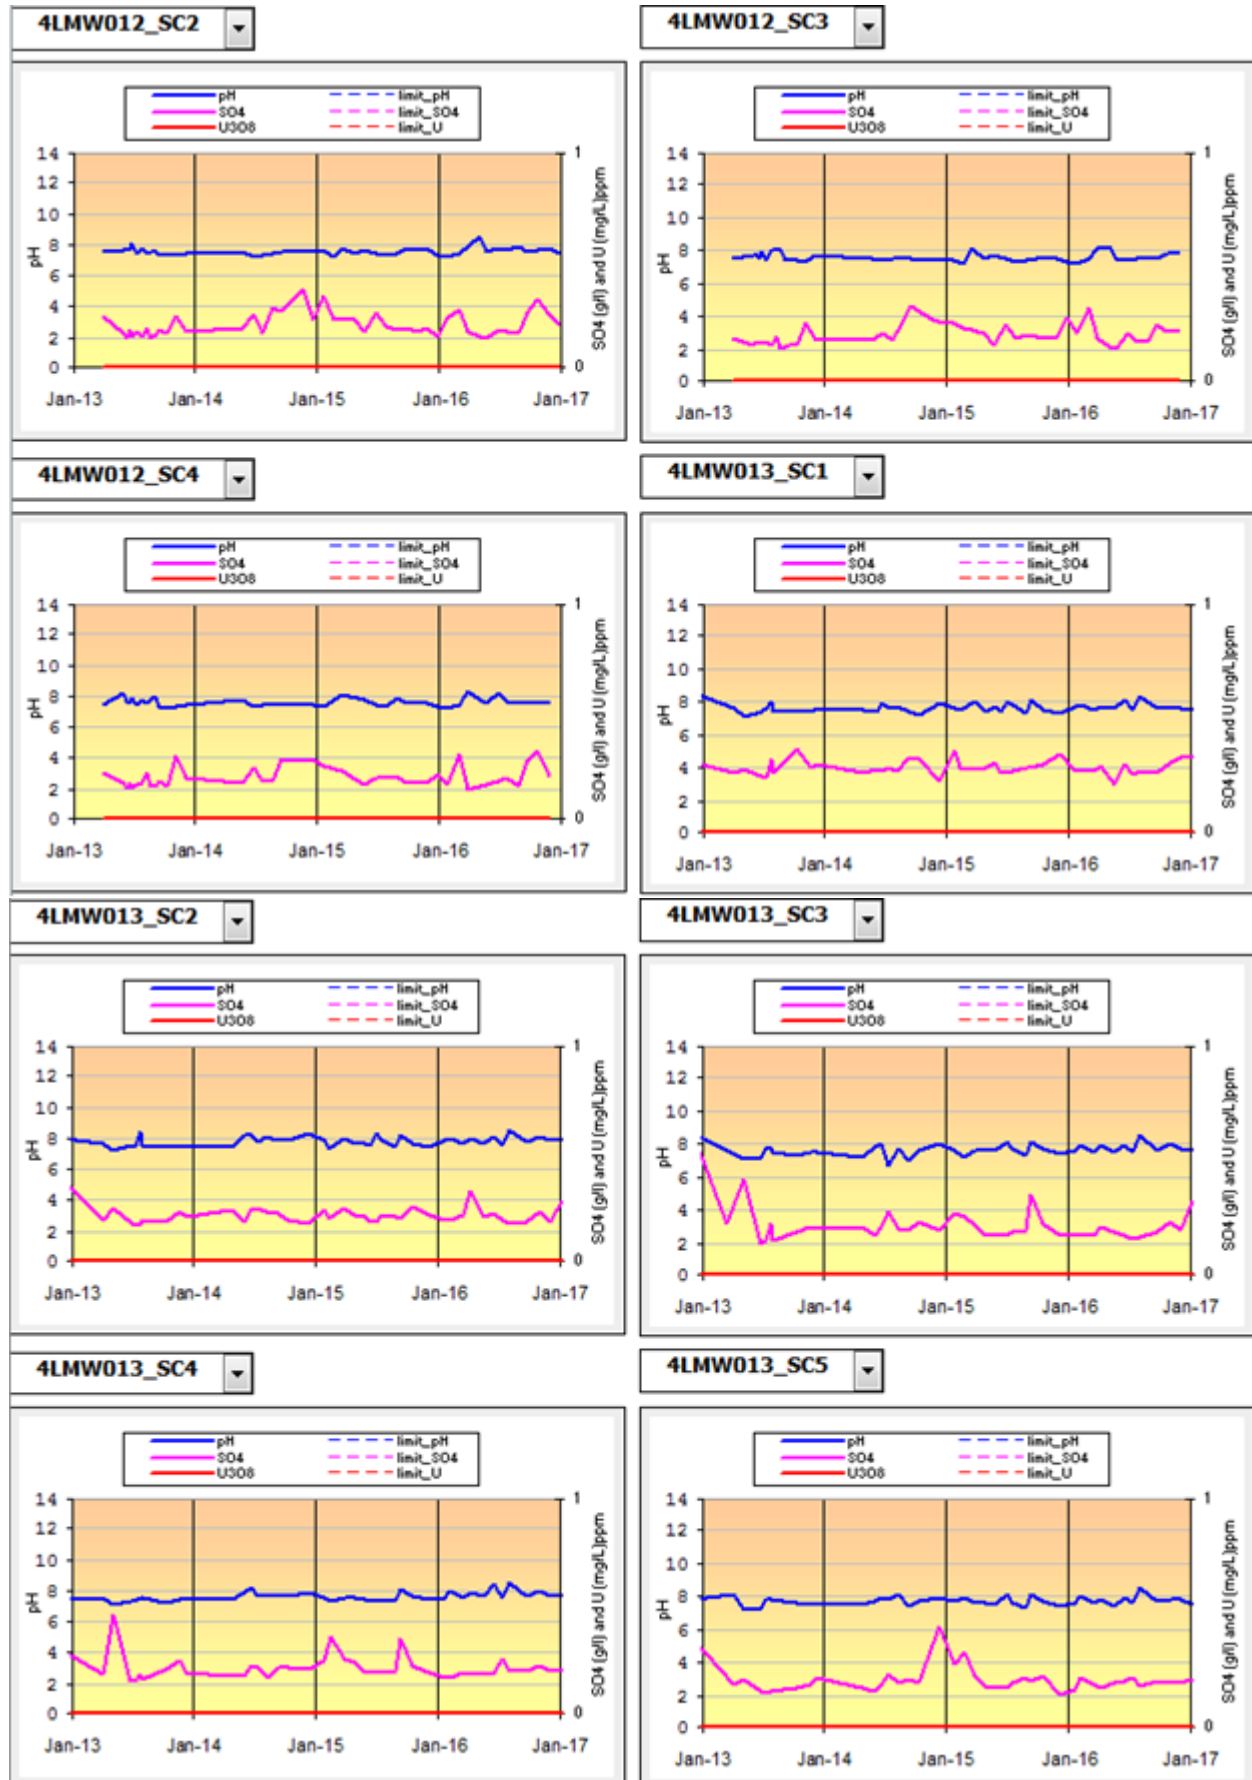 4LMW012_SC2
pH limit_pH
SO4 limit_SO4
U3O8 limit_U
14
12
10
8
6
4
2
0
pH
1
0
SO4 (g/l) and U (mg/L)ppm
Jan-13 Jan-14 Jan-15 Jan-16 Jan-17
4LMW012_SC3
pH limit_pH
SO4 limit_SO4
U3O8 limit_U
14
12
10
8
6
4
2
0
pH
1
0
SO4 (g/l) and U (mg/L)ppm
Jan-13 Jan-14 Jan-15 Jan-16 Jan-17
4LMW012_SC4
pH limit_pH
SO4 limit_SO4
U3O8 limit_U
14
12
10
8
6
4
2
0
pH
1
0
SO4 (g/l) and U (mg/L)ppm
Jan-13 Jan-14 Jan-15 Jan-16 Jan-17
4LMW013_SC1
pH limit_pH
SO4 limit_SO4
U3O8 limit_U
14
12
10
8
6
4
2
0
pH
1
0
SO4 (g/l) and U (mg/L)ppm
Jan-13 Jan-14 Jan-15 Jan-16 Jan-17
4LMW013_SC2
pH limit_pH
SO4 limit_SO4
U3O8 limit_U
14
12
10
8
6
4
2
0
pH
1
0
SO4 (g/l) and U (mg/L)ppm
Jan-13 Jan-14 Jan-15 Jan-16 Jan-17
4LMW013_SC3
pH limit_pH
SO4 limit_SO4
U3O8 limit_U
14
12
10
8
6
4
2
0
pH
1
0
SO4 (g/l) and U (mg/L)ppm
Jan-13 Jan-14 Jan-15 Jan-16 Jan-17
4LMW013_SC4
pH limit_pH
SO4 limit_SO4
U3O8 limit_U
14
12
10
8
6
4
2
0
pH
1
0
SO4 (g/l) and U (mg/L)ppm
Jan-13 Jan-14 Jan-15 Jan-16 Jan-17
4LMW013_SC5
pH limit_pH
SO4 limit_SO4
U3O8 limit_U
14
12
10
8
6
4
2
0
pH
1
0
SO4 (g/l) and U (mg/L)ppm
Jan-13 Jan-14 Jan-15 Jan-16 Jan-17